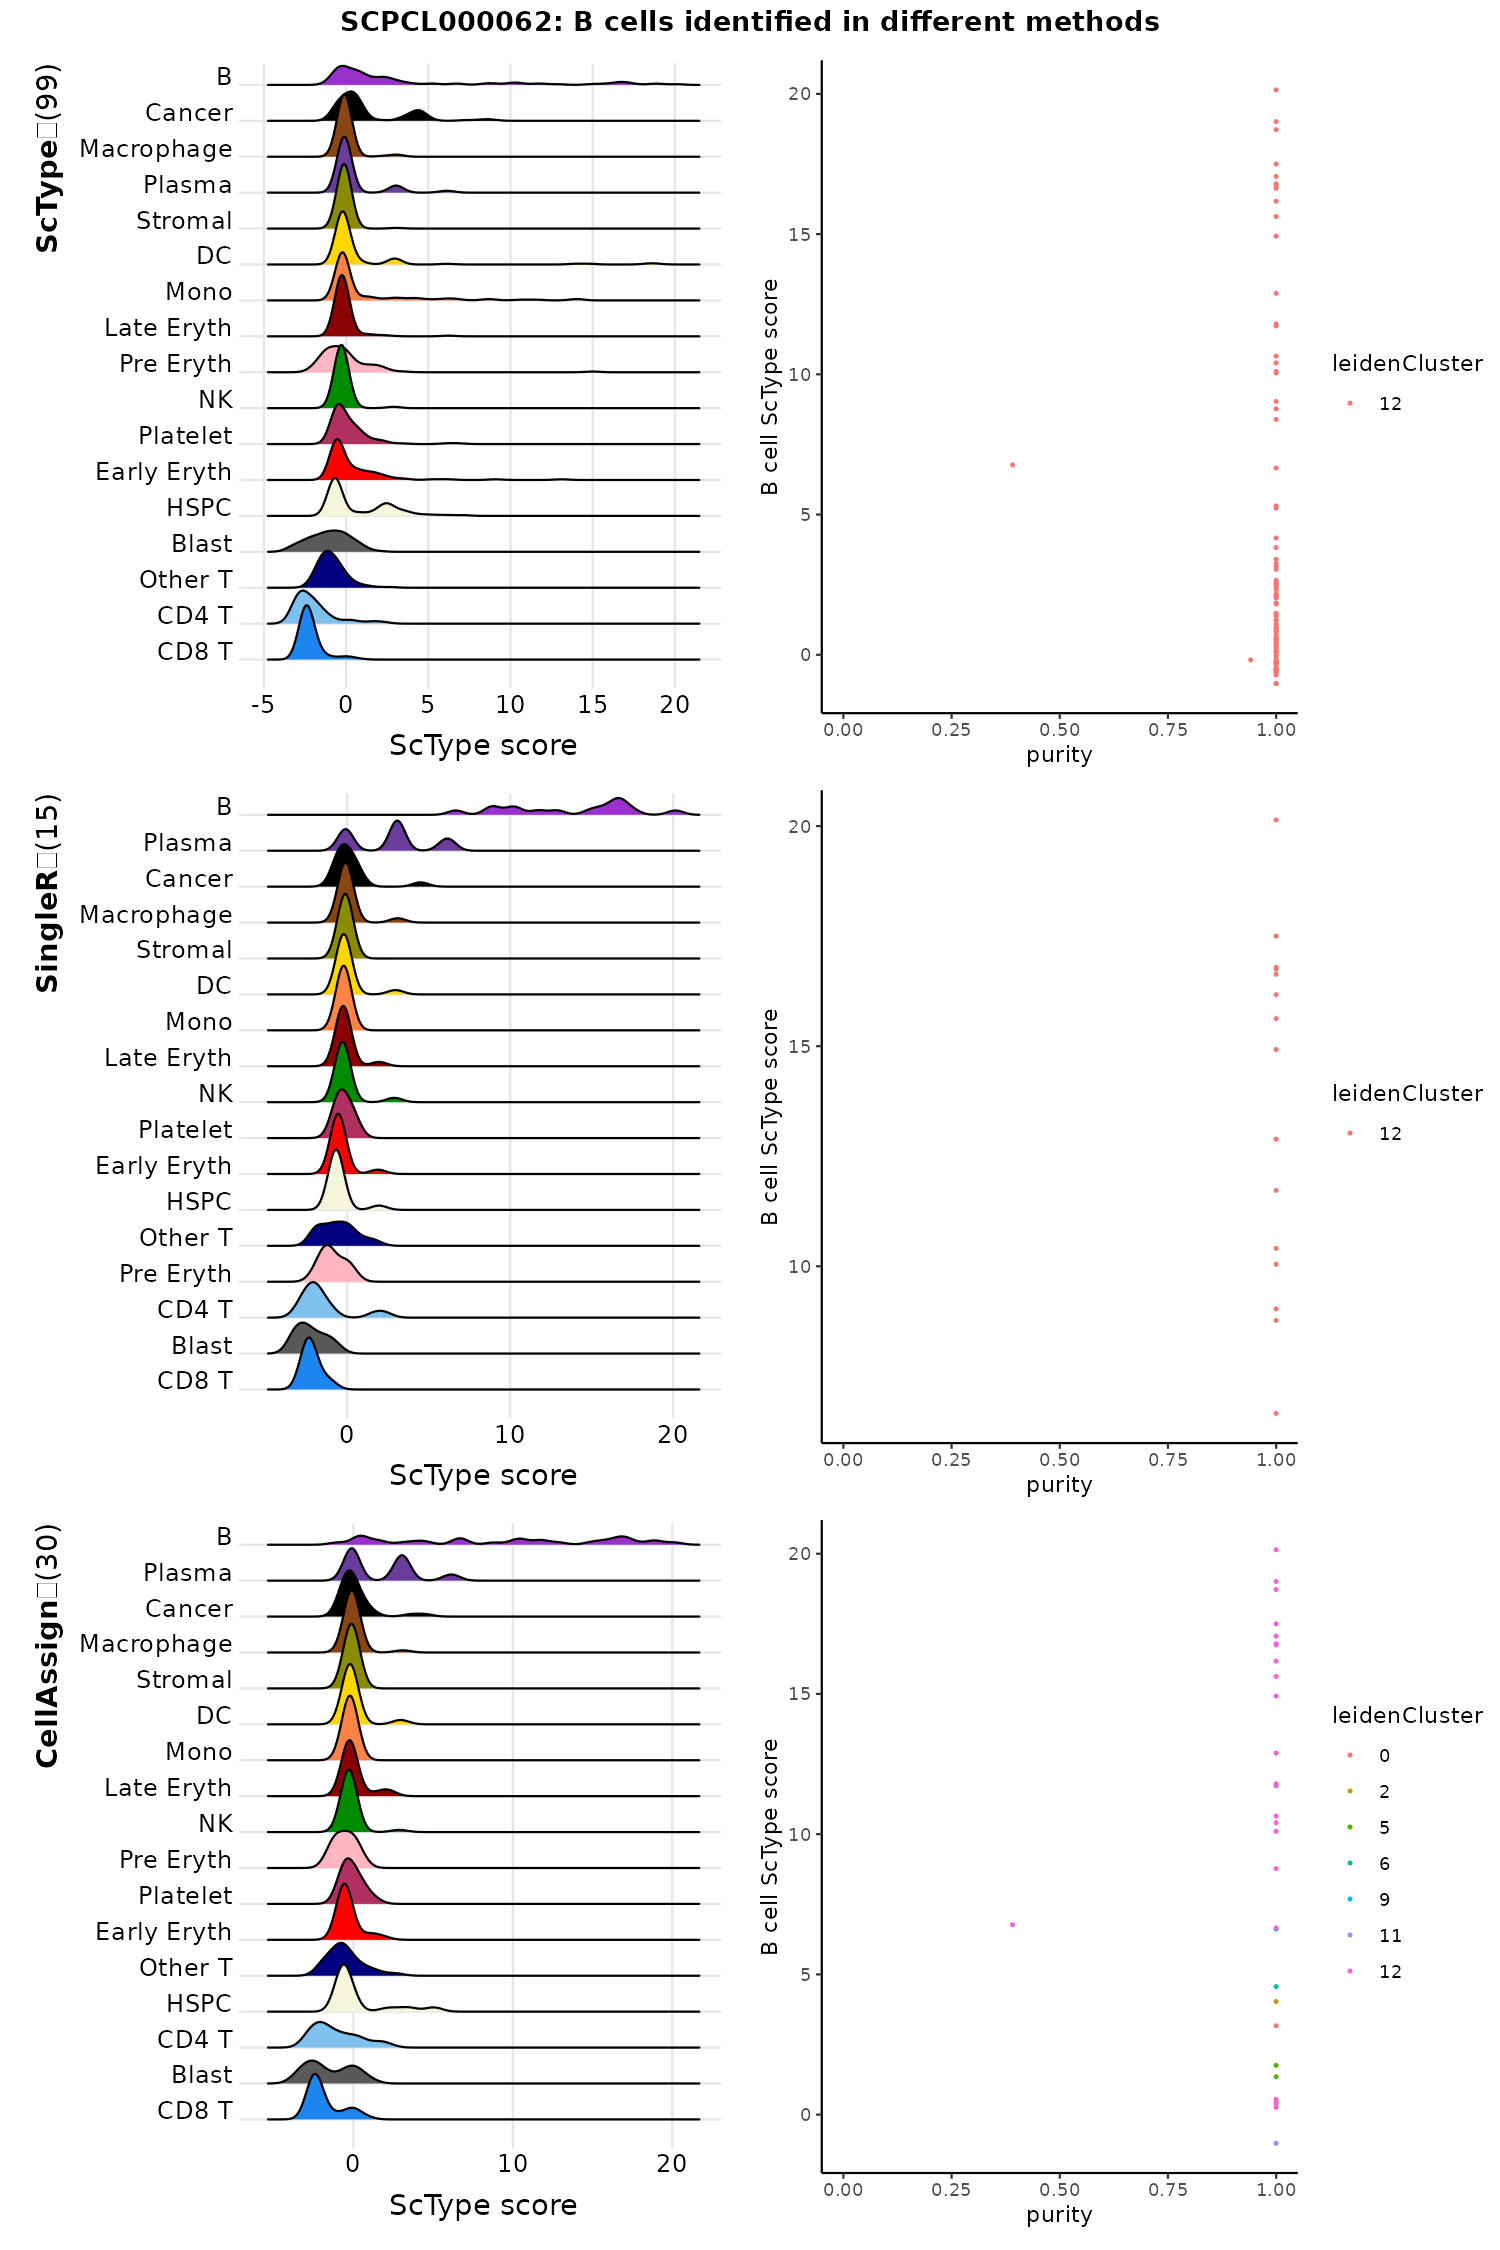 SCPCL000062: B cells identified in different methods
ScType□(99)
B
Cancer
Macrophage
Plasma
Stromal
DC
Mono
Late Eryth
Pre Eryth
NK
Platelet
Early Eryth
HSPC
Blast
Other T
CD4 T
CD8 T
-5 0 5 10 15 20
ScType score
B cell ScType score
20
15
10
5
0
0.00 0.25 0.50 0.75 1.00
purity
leidenCluster
12
SingleR□(15)
B
Plasma
Cancer
Macrophage
Stromal
DC
Mono
Late Eryth
NK
Platelet
Early Eryth
HSPC
Other T
Pre Eryth
CD4 T
Blast
CD8 T
0 10 20
ScType score
B cell ScType score
20
15
10
0.00 0.25 0.50 0.75 1.00
purity
leidenCluster
12
CellAssign□(30)
B
Plasma
Cancer
Macrophage
Stromal
DC
Mono
Late Eryth
NK
Pre Eryth
Platelet
Early Eryth
Other T
HSPC
CD4 T
Blast
CD8 T
0 10 20
ScType score
B cell ScType score
20
15
10
5
0
0.00 0.25 0.50 0.75 1.00
purity
leidenCluster
0
2
5
6
9
11
12